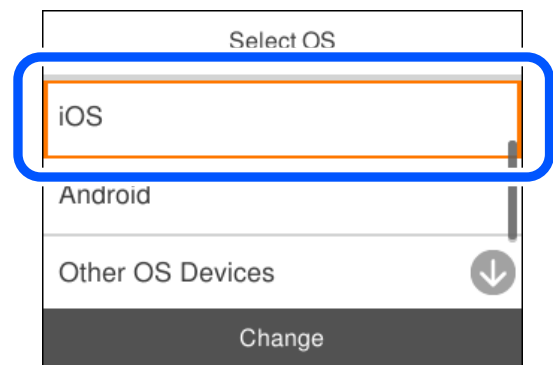 Select OS
iOS
Android
Other OS Devices
Change